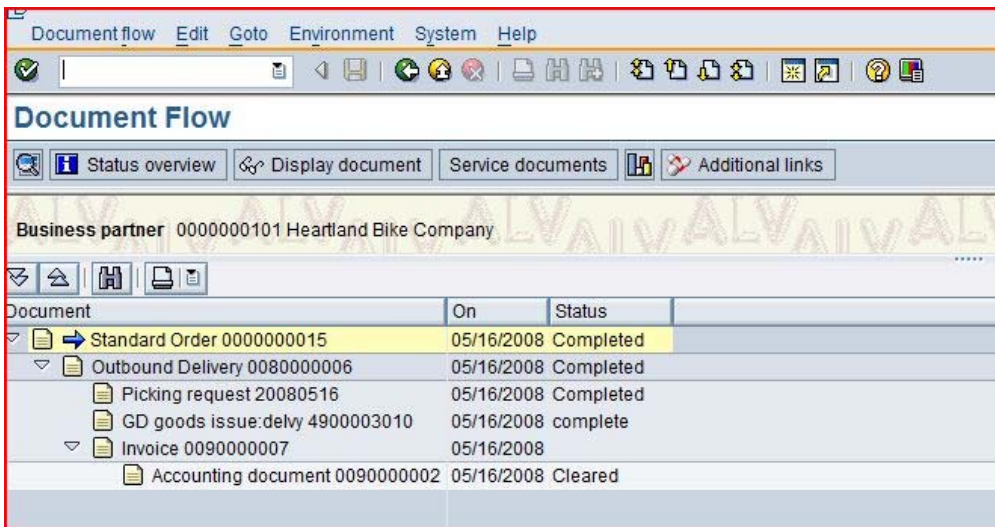 Document flow Edit Goto Environment System Help
Document Flow
Status overview Display document Service documents Additional links
Business partner 0000000101 Heartland Bike Company
Document On Status
Standard Order 0000000015 05/16/2008 Completed
Outbound Delivery 0080000006 05/16/2008 Completed
Picking request 20080516 05/16/2008 Completed
GD goods issue:delvy 4900003010 05/16/2008 complete
Invoice 0090000007 05/16/2008
Accounting document 0090000002 05/16/2008 Cleared